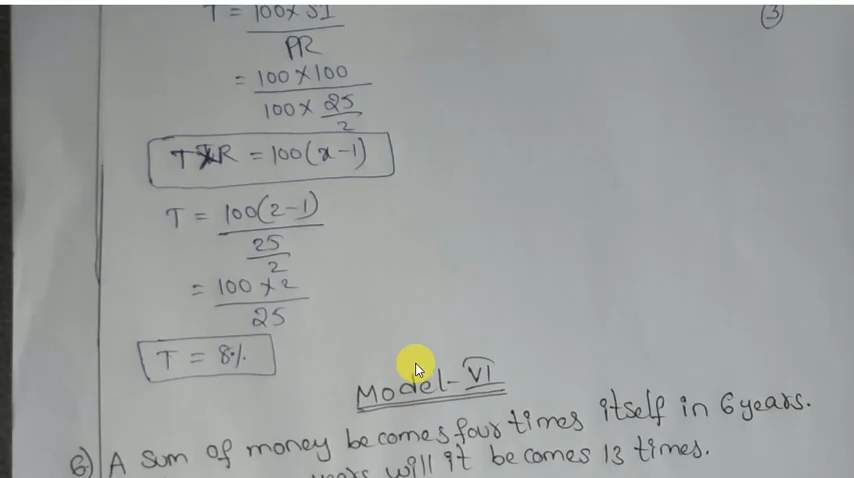 T = 100 x SI
PR
③
= 100 x 100
100 x 25
2
T x R = 100 (x-1)
T = 100 (2-1)
25
2
= 100 x 2
25
T = 8%
Model - VI
6) A sum of money becomes four times itself in 6 years.
years will it becomes 13 times.